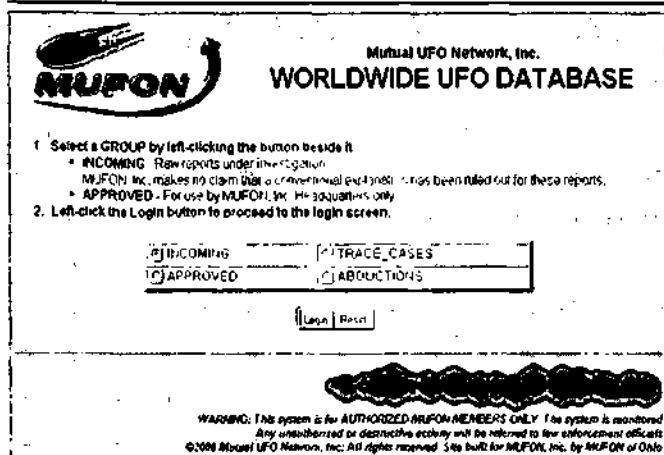 MUFON
Mutual UFO Network, Inc.
WORLDWIDE UFO DATABASE
1 Select a GROUP by left-clicking the button beside it
• INCOMING Raw reports under investigation
MUFON, Inc. makes no claim that a conventional has been ruled out for these reports.
• APPROVED - For use by MUFON, Inc. Headquarters only
2. Left-click the Login button to proceed to the login screen.
INCOMING TRACE_CASES
APPROVED ABDUCTIONS
Login Reset
WARNING: This system is for AUTHORIZED MUFON MEMBERS ONLY The system is monitored
Any unauthorized or destructive activity will be referred to law enforcement officials
Mutual UFO Network, Inc. All rights reserved Site built for MUFON, Inc. by MUFON of Ohio